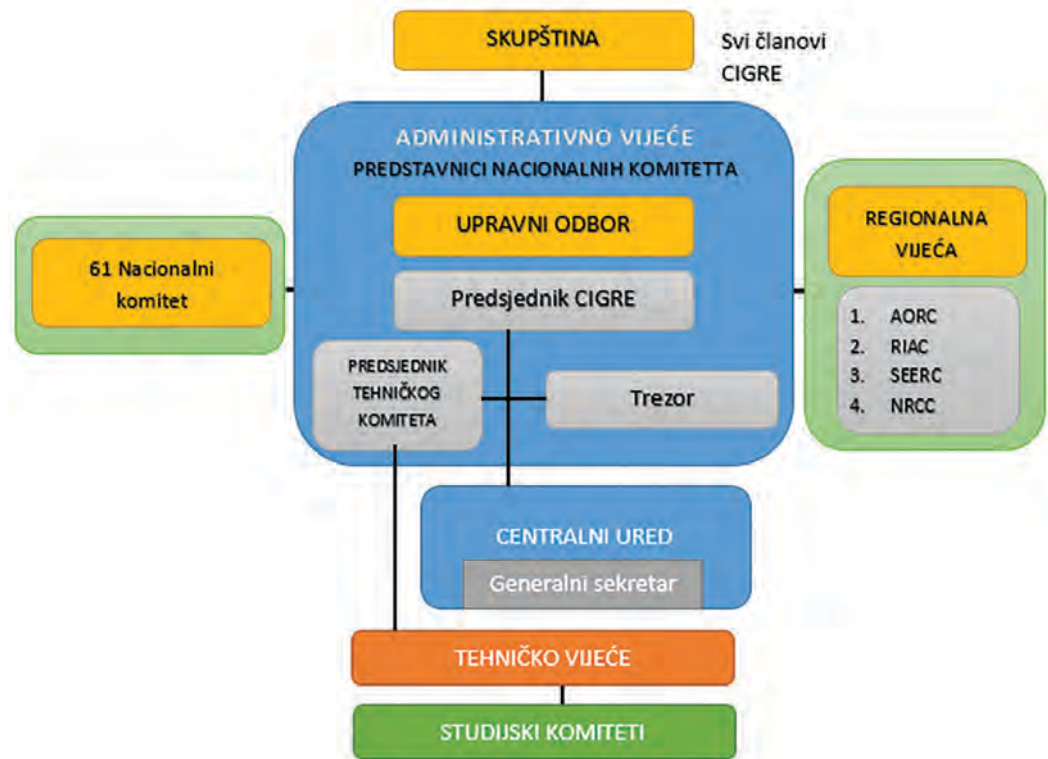 SKUPŠTINA
Svi članovi
CIGRE
ADMINISTRATIVNO VIJEĆE
PREDSTAVNICI NACIONALNIH KOMITETTA
UPRAVNI ODBOR
Predsjednik CIGRE
PREDSJEDNIK
TEHNIČKOG
KOMITETA
Trezor
61 Nacionalni
komitet
REGIONALNA
VIJEĆA
1. AORC
2. RIAC
3. SEERC
4. NRCC
CENTRALNI URED
Generalni sekretar
TEHNIČKO VIJEĆE
STUDIJSKI KOMITETI